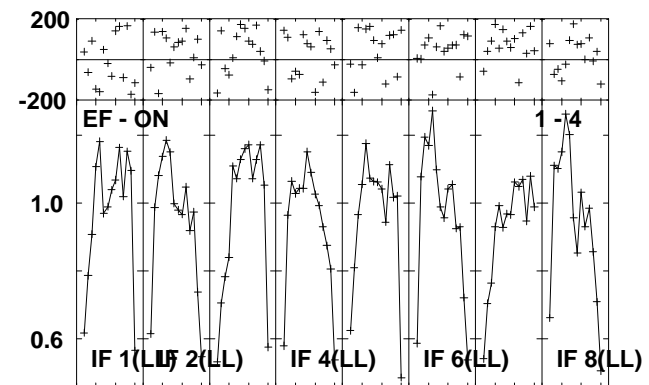 200
-200
EF - ON 1 - 4
1.0
0.6
IF 1(LL) IF 2(LL) IF 4(LL) IF 6(LL) IF 8(LL)